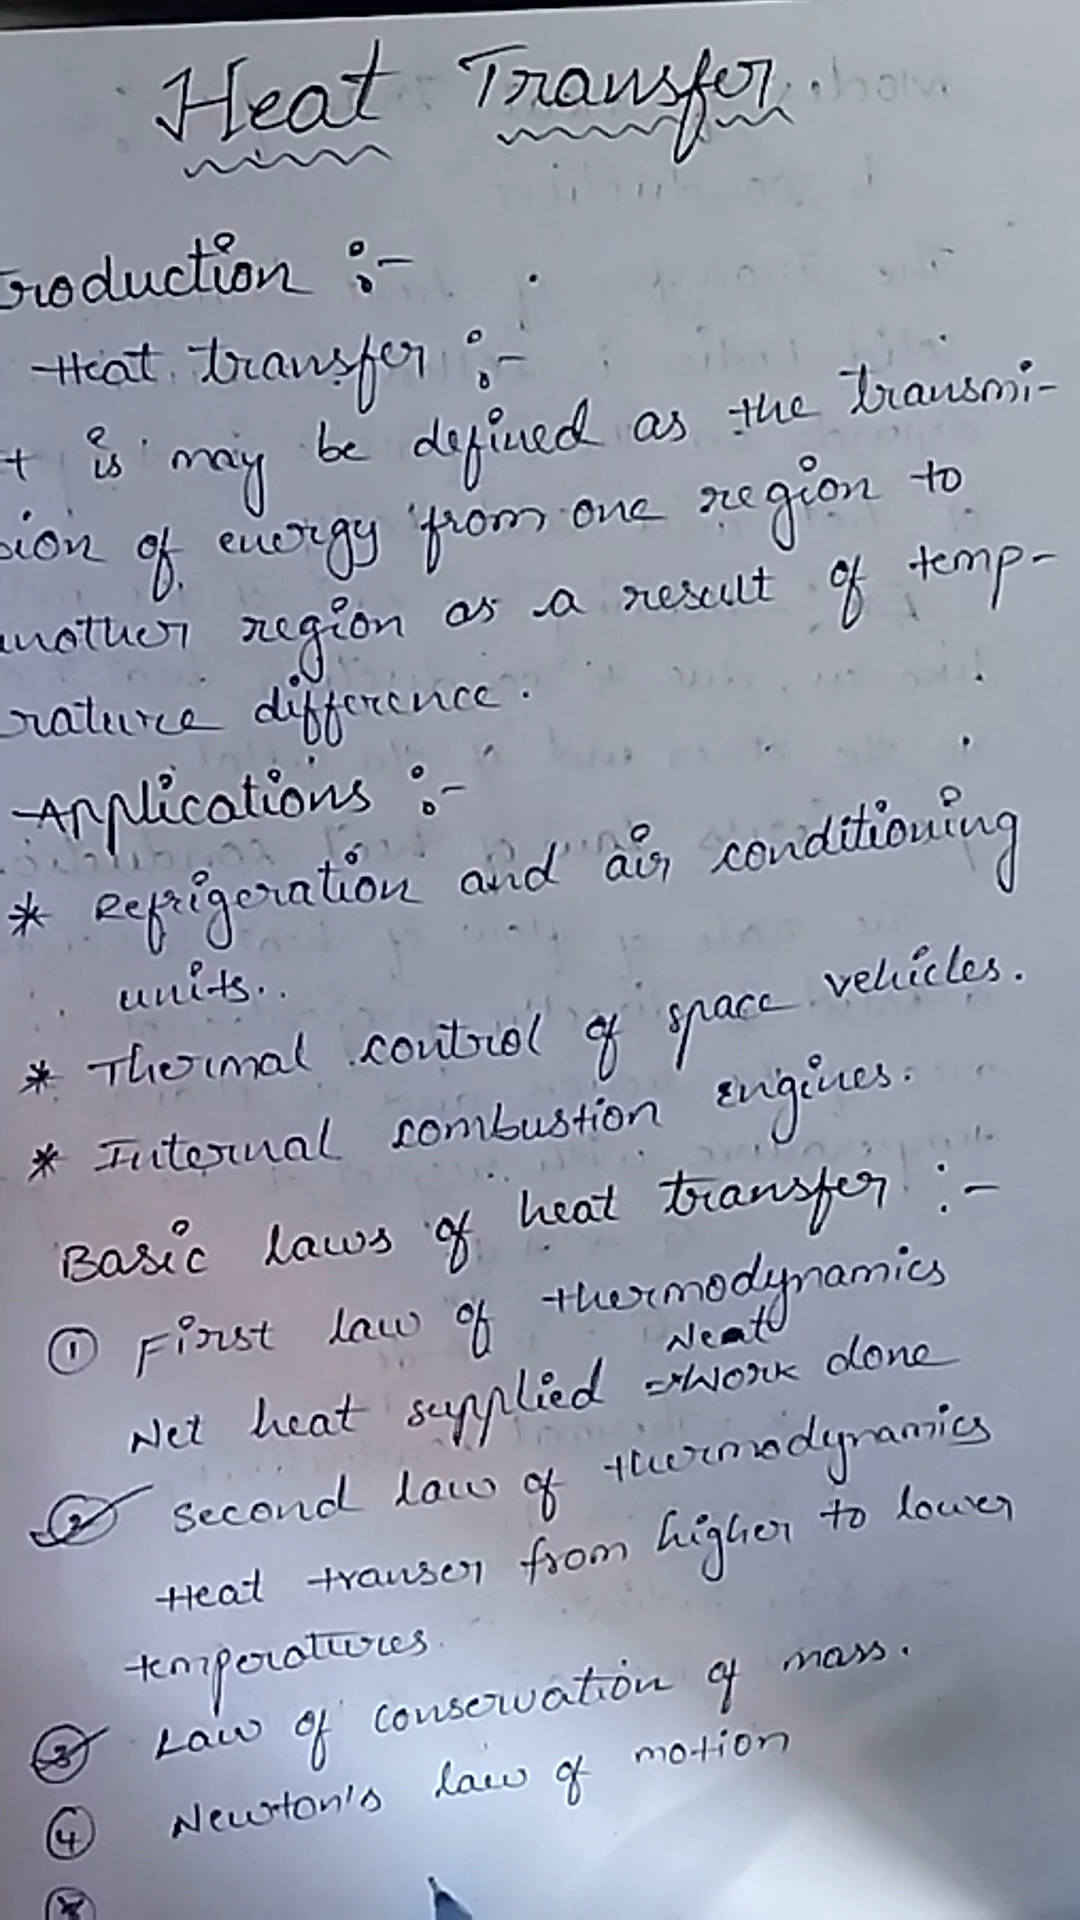 Heat Transfer.
troduction :-
Heat transfer :-
t is may be defined as the transmi-
sion of energy from one region to
another region as a result of temp-
rature difference.
Applications :-
* Refrigeration and air conditioning
units.
* Thermal control of space vehicles.
* Internal combustion engines.
Basic laws of heat transfer :-
① First law of thermodynamics
Net heat supplied = Neat Work done
② second law of thermodynamics
Heat transer from higher to lower
temperatures.
③ Law of conservation of mass.
④ Newton's law of motion